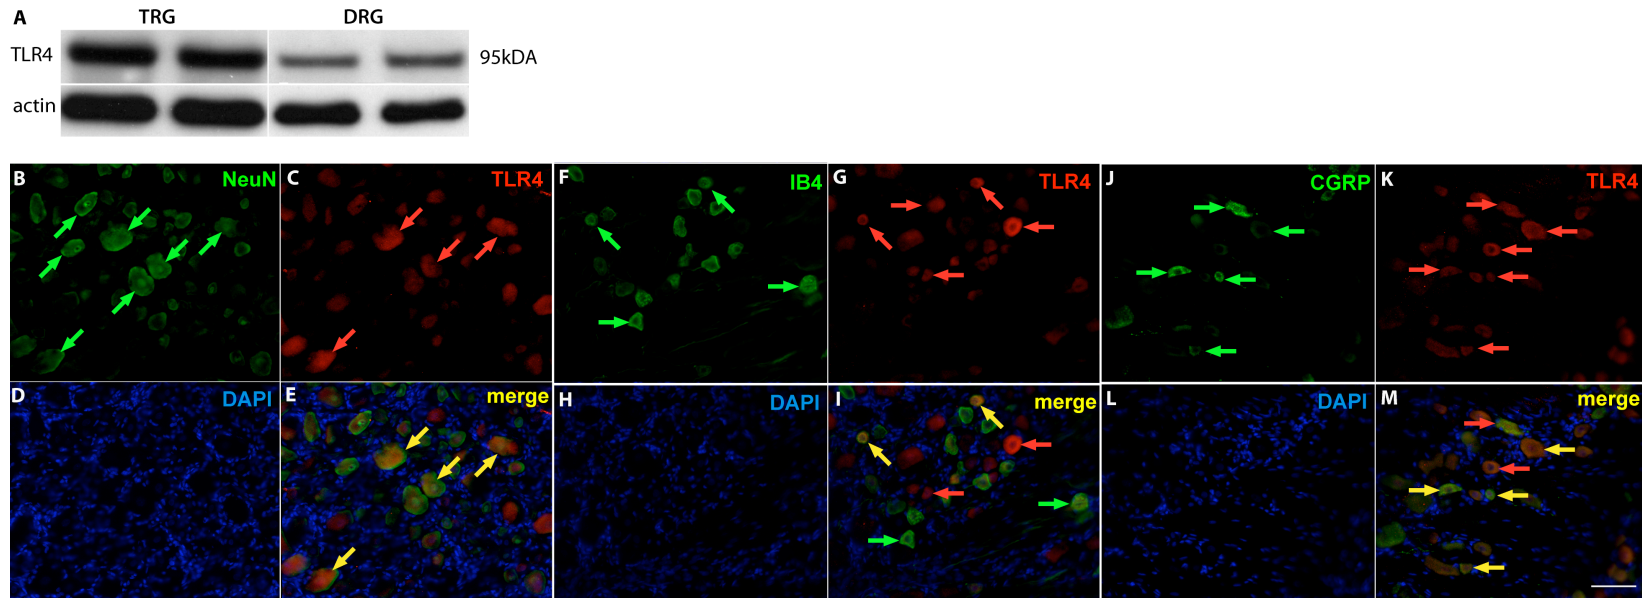 A TRG DRG
TLR4 95kDA
actin
B NeuN C TLR4 F IB4 G TLR4 J CGRP K TLR4
D DAPI E merge H DAPI I merge L DAPI M merge